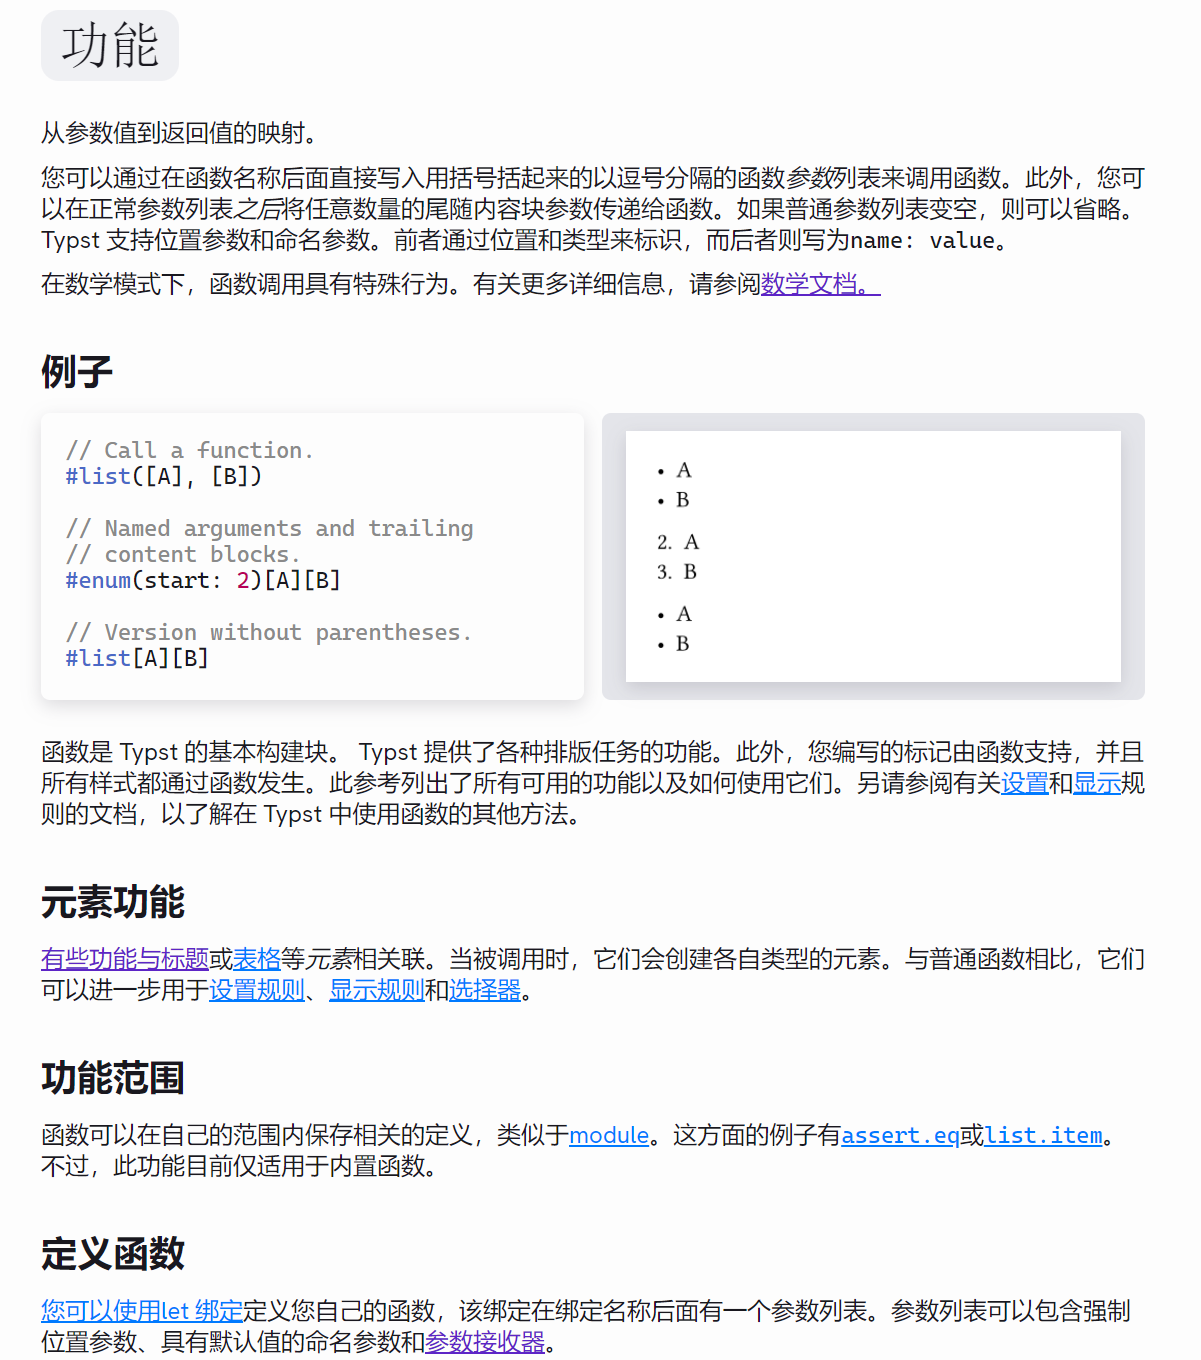 功能
从参数值到返回值的映射。
您可以通过在函数名称后面直接写入用括号括起来的以逗号分隔的函数参数列表来调用函数。此外，您可
以在正常参数列表之后将任意数量的尾随内容块参数传递给函数。如果普通参数列表变空，则可以省略。
Typst 支持位置参数和命名参数。前者通过位置和类型来标识，而后者则写为name: value。
在数学模式下，函数调用具有特殊行为。有关更多详细信息，请参阅数学文档。
例子
// Call a function.
#list([A], [B])
// Named arguments and trailing
// content blocks.
#enum(start: 2)[A][B]
// Version without parentheses.
#list[A][B]
• A
• B
2. A
3. B
• A
• B
函数是 Typst 的基本构建块。 Typst 提供了各种排版任务的功能。此外，您编写的标记由函数支持，并且
所有样式都通过函数发生。此参考列出了所有可用的功能以及如何使用它们。另请参阅有关设置和显示规
则的文档，以了解在 Typst 中使用函数的其他方法。
元素功能
有些功能与标题或表格等元素相关联。当被调用时，它们会创建各自类型的元素。与普通函数相比，它们
可以进一步用于设置规则、显示规则和选择器。
功能范围
函数可以在自己的范围内保存相关的定义，类似于module。这方面的例子有assert.eq或list.item。
不过，此功能目前仅适用于内置函数。
定义函数
您可以使用let 绑定定义您自己的函数，该绑定在绑定名称后面有一个参数列表。参数列表可以包含强制
位置参数、具有默认值的命名参数和参数接收器。